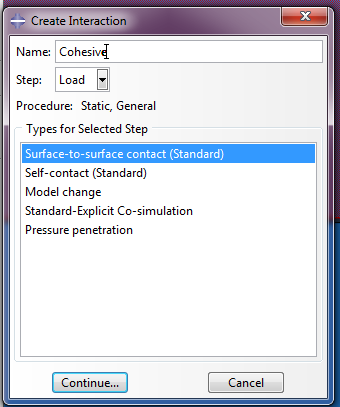 Create Interaction
Name: Cohesive
Step: Load
Procedure: Static, General
Types for Selected Step
Surface-to-surface contact (Standard)
Self-contact (Standard)
Model change
Standard-Explicit Co-simulation
Pressure penetration
Continue... Cancel